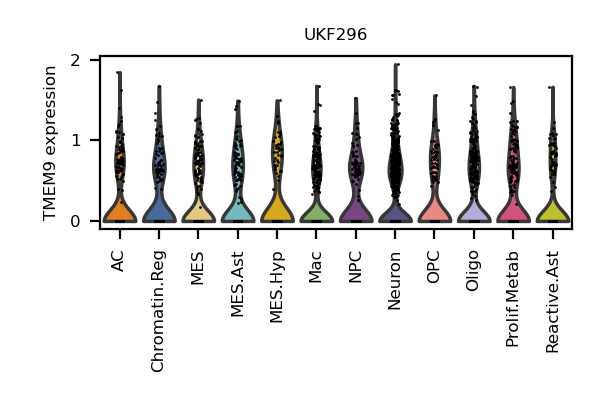 UKF296
TMEM9 expression
2
1
0
AC
Chromatin.Reg
MES
MES.Ast
MES.Hyp
Mac
NPC
Neuron
OPC
Oligo
Prolif.Metab
Reactive.Ast